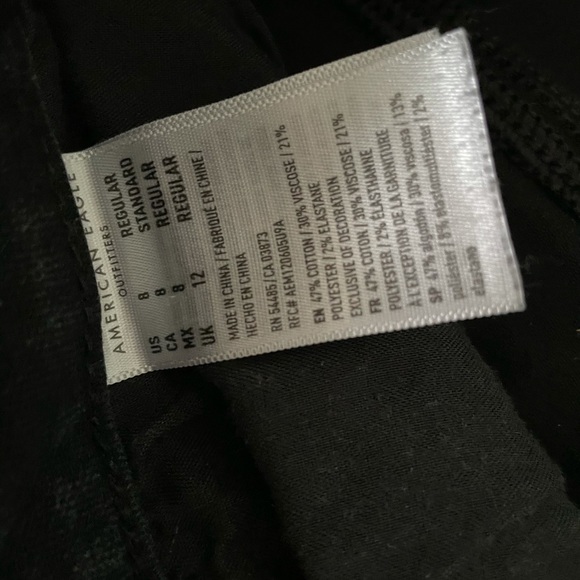 AMERICAN EAGLE
OUTFITTERS
US 8 REGULAR
CA 8 STANDARD
MX 8 REGULAR
UK 12 REGULAR
MADE IN CHINA / FABRIQUÉ EN CHINE /
HECHO EN CHINA
RN 54485 / CA 03873
RFC# AEM120605U9A
EN 47% COTTON / 30% VISCOSE / 21%
POLYESTER / 2% ELASTANE
EXCLUSIVE OF DECORATION
FR 47% COTON / 30% VISCOSE / 21%
POLYESTER / 2% ÉLASTHANNE
À EXCEPTION DE LA GARNITURE
SP 47% algodón / 30% viscosa / 13%
poliéster / 5% elastomultiéster / 2%
elastano